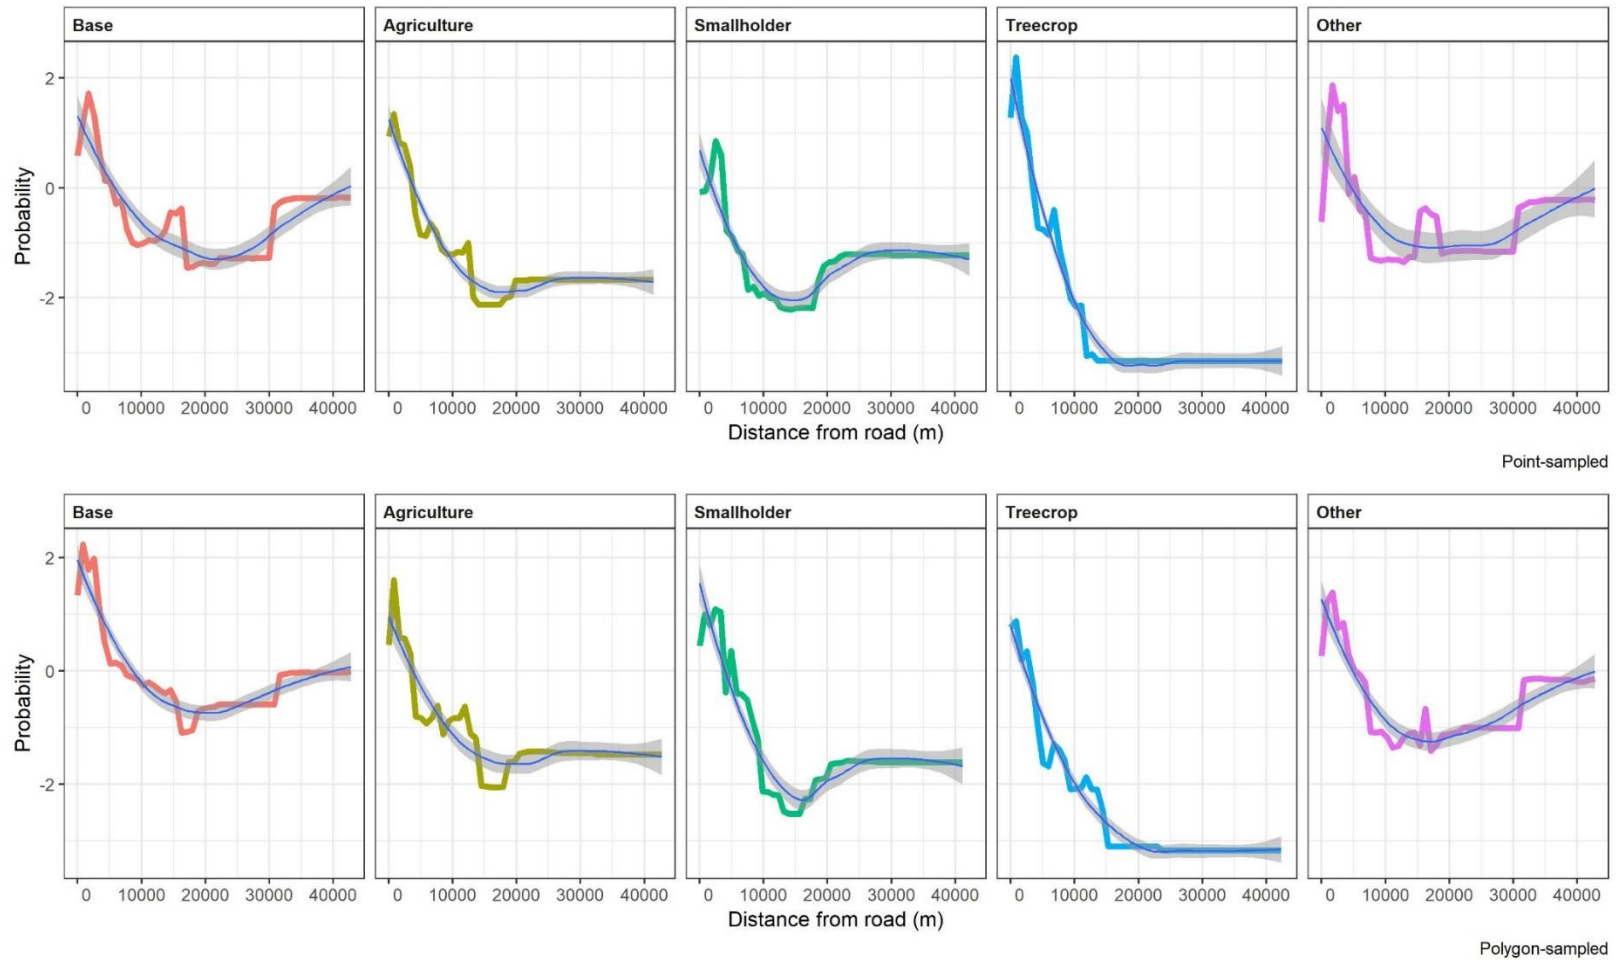 Base Agriculture Smallholder Treecrop Other
Probability
2
0
-2
0 10000 20000 30000 40000 0 10000 20000 30000 40000 0 10000 20000 30000 40000 0 10000 20000 30000 40000 0 10000 20000 30000 40000
Distance from road (m)
Point-sampled
Base Agriculture Smallholder Treecrop Other
Probability
2
0
-2
0 10000 20000 30000 40000 0 10000 20000 30000 40000 0 10000 20000 30000 40000 0 10000 20000 30000 40000 0 10000 20000 30000 40000
Distance from road (m)
Polygon-sampled